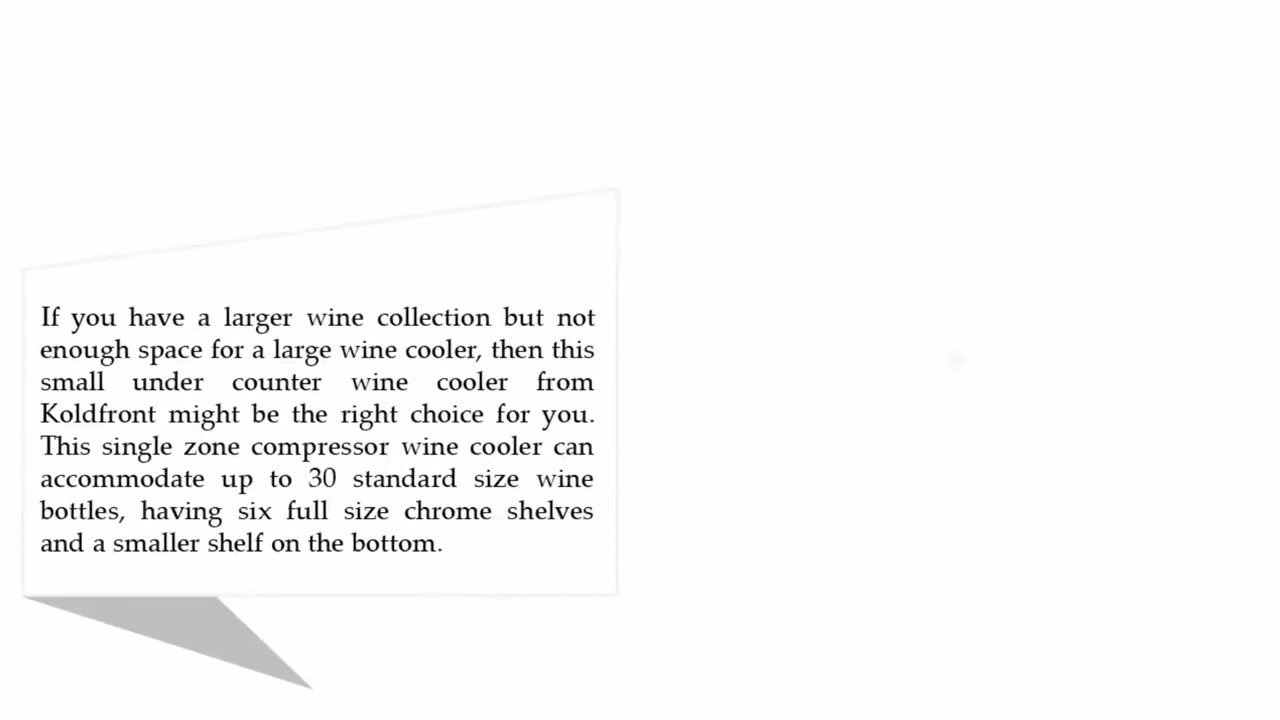 If you have a larger wine collection but not
enough space for a large wine cooler, then this
small under counter wine cooler from
Koldfront might be the right choice for you.
This single zone compressor wine cooler can
accommodate up to 30 standard size wine
bottles, having six full size chrome shelves
and a smaller shelf on the bottom.